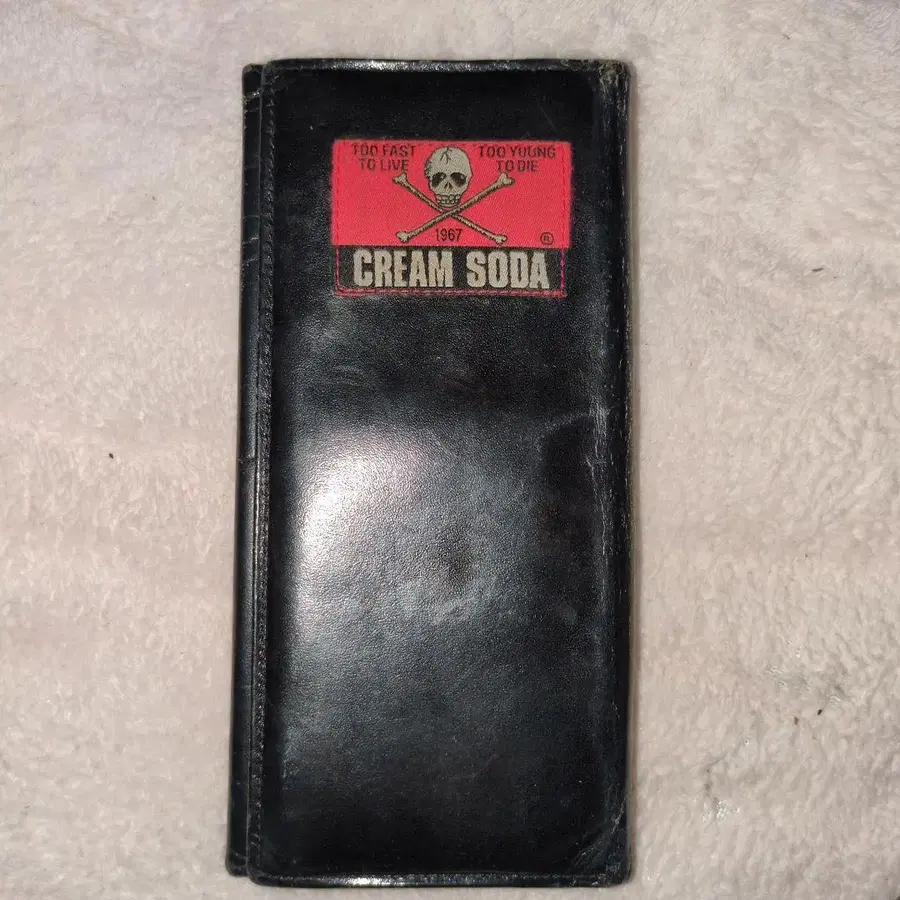 TOO FAST
TO LIVE
TOO YOUNG
TO DIE
1967
®
CREAM SODA